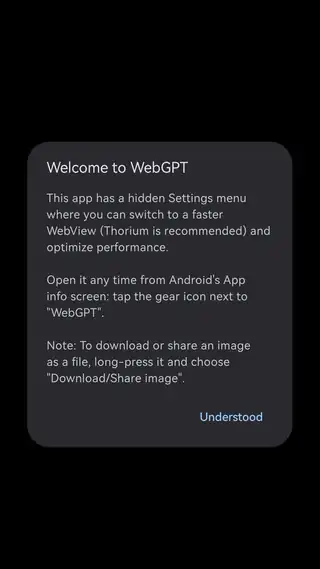 Welcome to WebGPT
This app has a hidden Settings menu
where you can switch to a faster
WebView (Thorium is recommended) and
optimize performance.
Open it any time from Android's App
info screen: tap the gear icon next to
"WebGPT".
Note: To download or share an image
as a file, long-press it and choose
"Download/Share image".
Understood